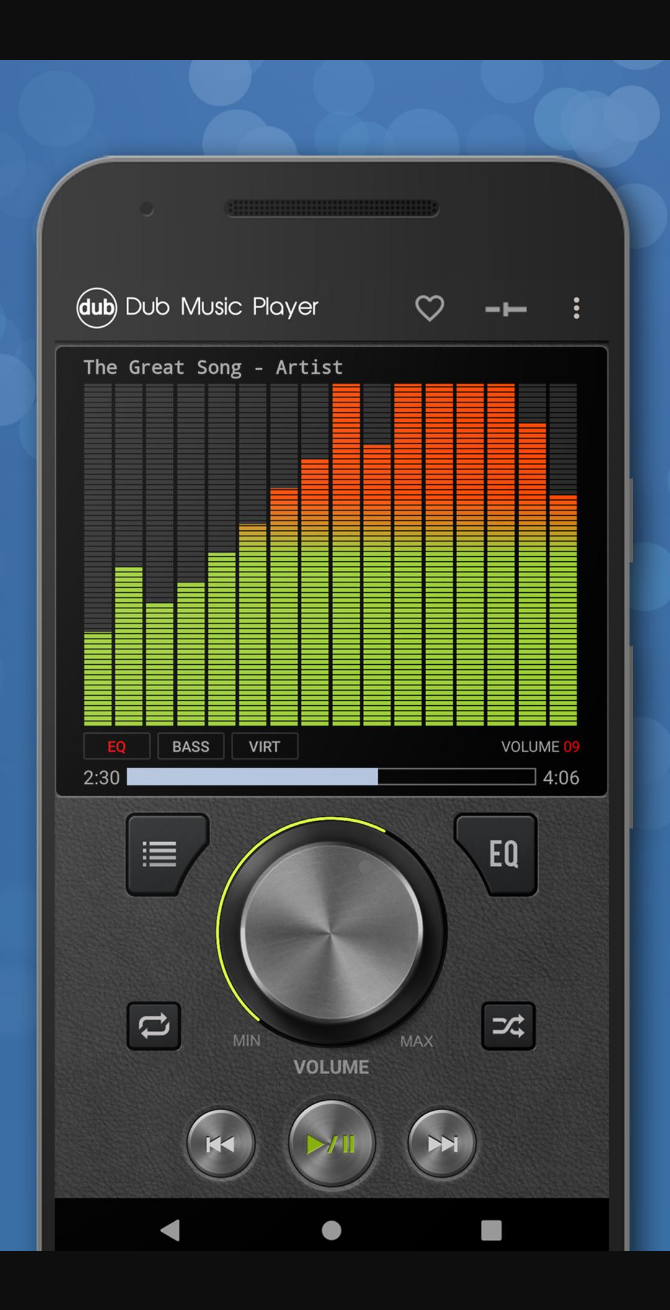 dub Dub Music Player
The Great Song - Artist
EQ BASS VIRT VOLUME 09
2:30 4:06
EQ
MIN MAX
VOLUME